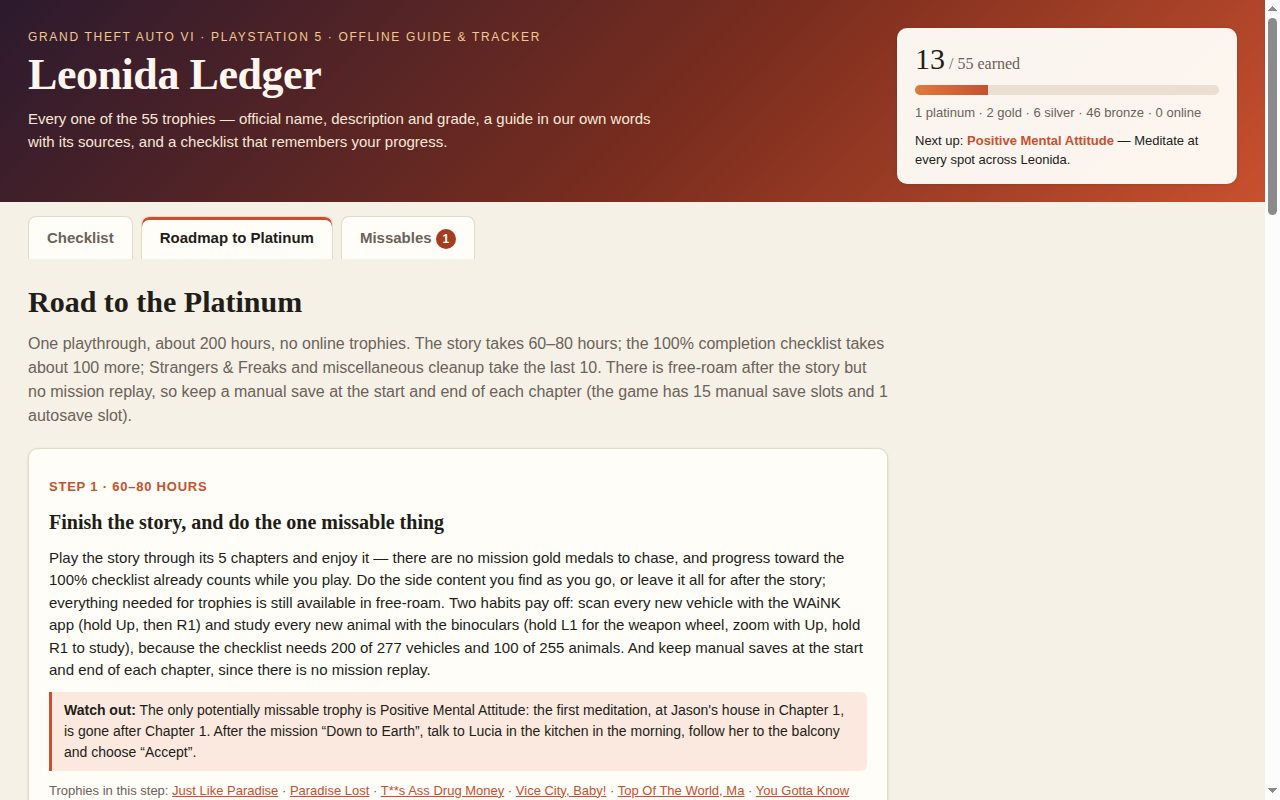 GRAND THEFT AUTO VI · PLAYSTATION 5 · OFFLINE GUIDE & TRACKER
Leonida Ledger
Every one of the 55 trophies — official name, description and grade, a guide in our own words
with its sources, and a checklist that remembers your progress.
13 / 55 earned
1 platinum · 2 gold · 6 silver · 46 bronze · 0 online
Next up: Positive Mental Attitude — Meditate at
every spot across Leonida.
Checklist
Roadmap to Platinum
Missables 1
Road to the Platinum
One playthrough, about 200 hours, no online trophies. The story takes 60–80 hours; the 100% completion checklist takes
about 100 more; Strangers & Freaks and miscellaneous cleanup take the last 10. There is free-roam after the story but
no mission replay, so keep a manual save at the start and end of each chapter (the game has 15 manual save slots and 1
autosave slot).
STEP 1 · 60–80 HOURS
Finish the story, and do the one missable thing
Play the story through its 5 chapters and enjoy it — there are no mission gold medals to chase, and progress toward the
100% checklist already counts while you play. Do the side content you find as you go, or leave it all for after the story;
everything needed for trophies is still available in free-roam. Two habits pay off: scan every new vehicle with the WAiNK
app (hold Up, then R1) and study every new animal with the binoculars (hold L1 for the weapon wheel, zoom with Up, hold
R1 to study), because the checklist needs 200 of 277 vehicles and 100 of 255 animals. And keep manual saves at the start
and end of each chapter, since there is no mission replay.
Watch out: The only potentially missable trophy is Positive Mental Attitude: the first meditation, at Jason's house in Chapter 1,
is gone after Chapter 1. After the mission “Down to Earth”, talk to Lucia in the kitchen in the morning, follow her to the balcony
and choose “Accept”.
Trophies in this step: Just Like Paradise · Paradise Lost · T**s Ass Drug Money · Vice City, Baby! · Top Of The World, Ma · You Gotta Know